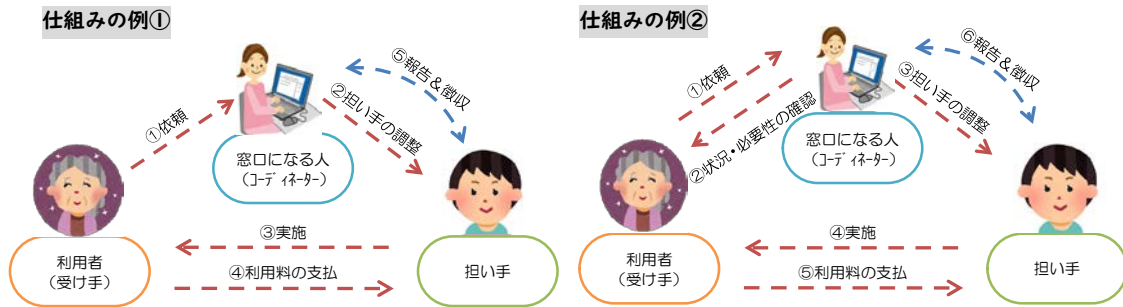 仕組みの例①
⑤報告&徴収
②担い手の調整
①依頼
窓口になる人
（ｺｰﾃﾞｨﾈｰﾀｰ）
③実施
④利用料の支払
利用者
（受け手）
担い手
仕組みの例②
⑥報告&徴収
③担い手の調整
①依頼
②状況・必要性の確認
窓口になる人
（ｺｰﾃﾞｨﾈｰﾀｰ）
④実施
⑤利用料の支払
利用者
（受け手）
担い手